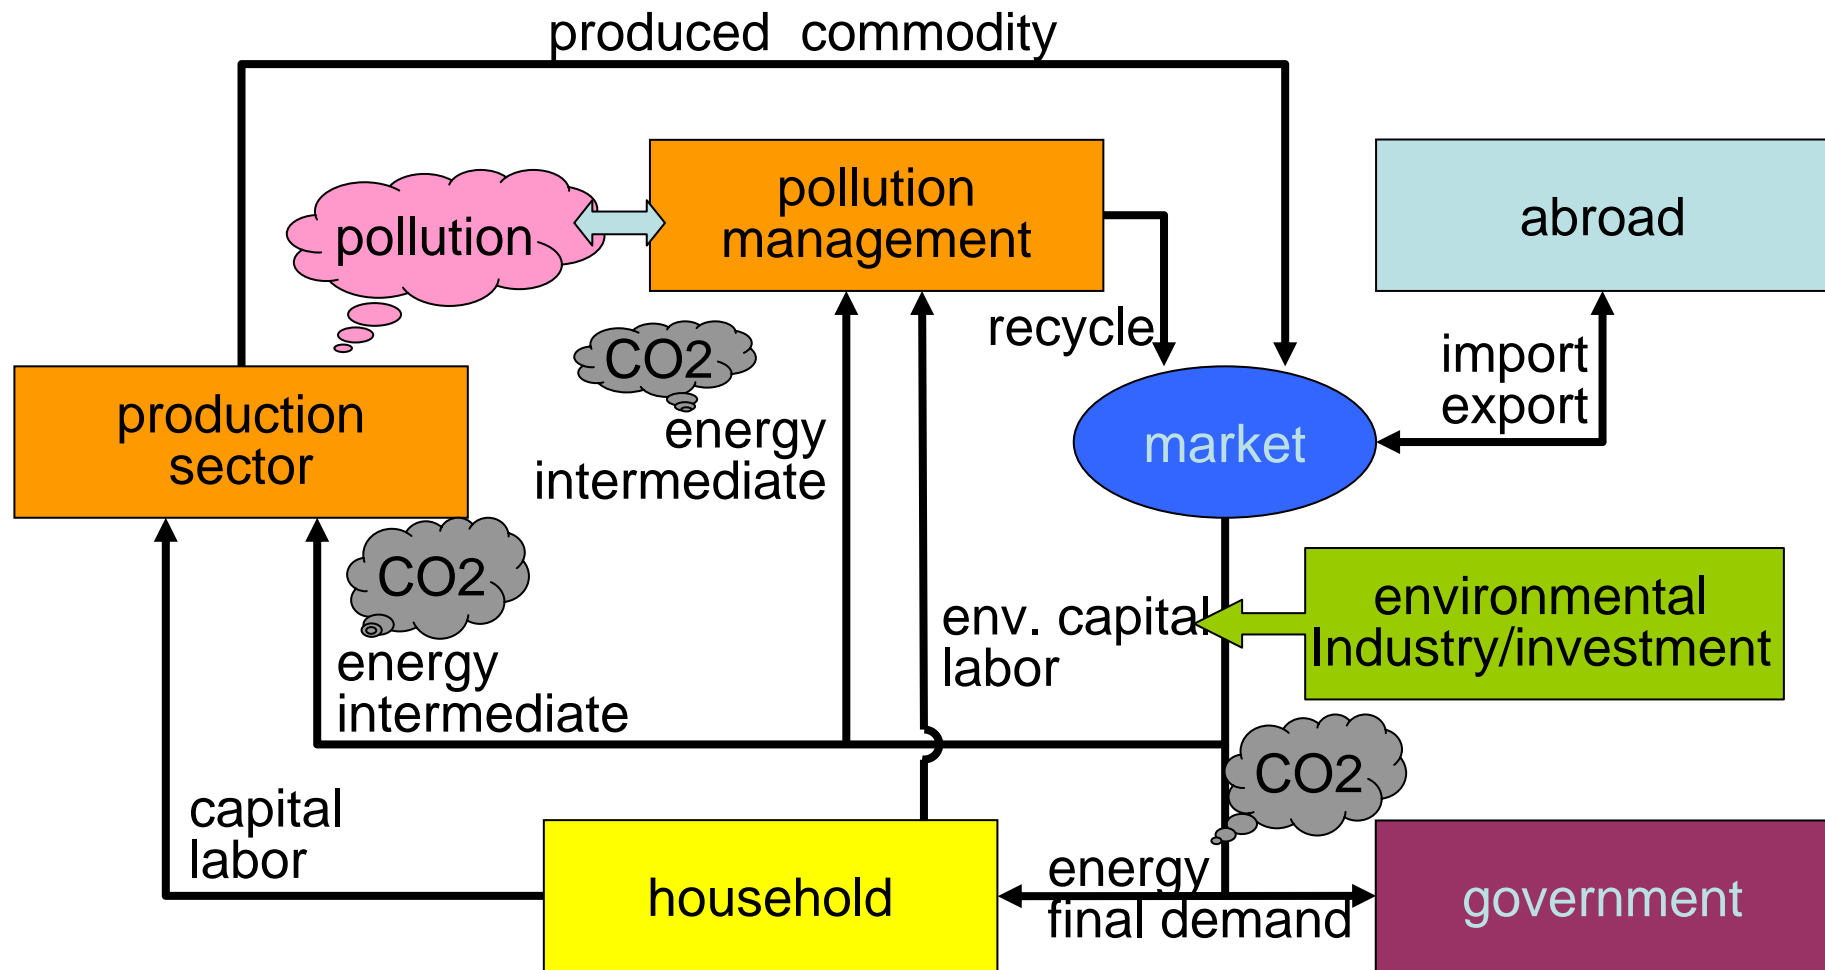 produced  commodity
pollution
management
pollution
abroad
recycle
import
export
CO2
production
sector
energy
intermediate
market
CO2
energy
intermediate
env. capital
labor
environmental
Industry/investment
CO2
capital
labor
household
energy
final demand
government